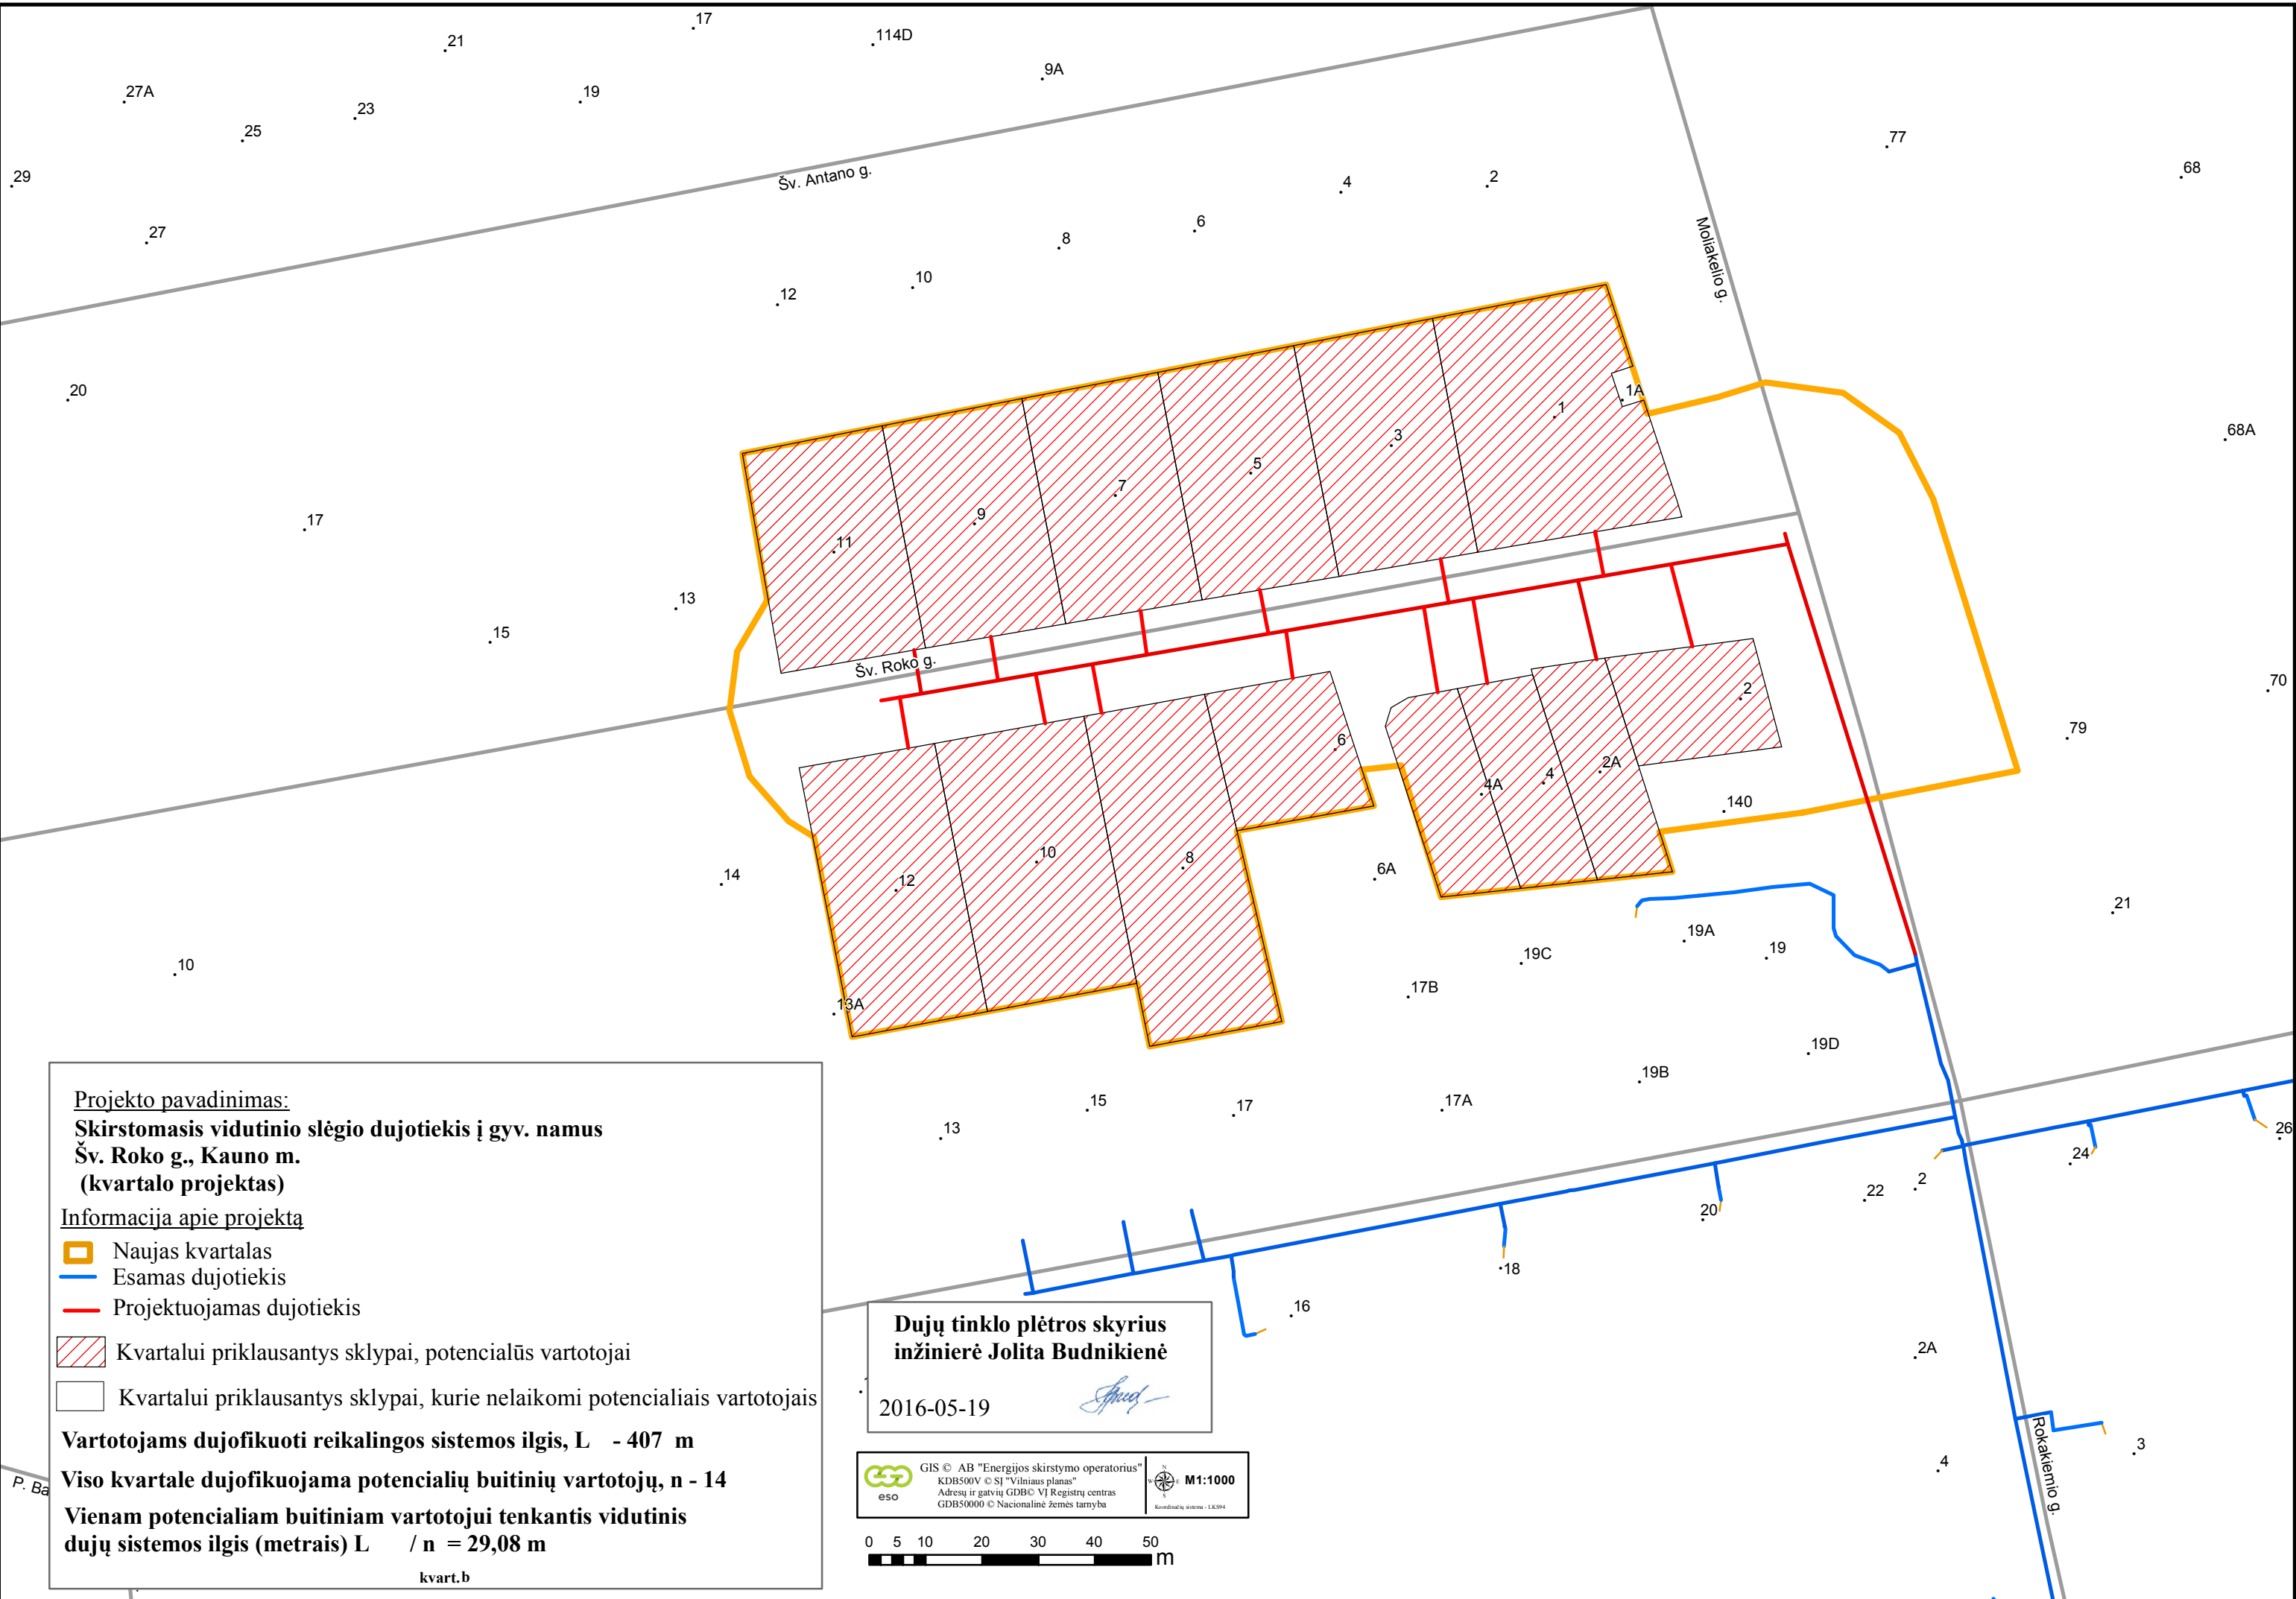 17
21
114D
9A
27A
19
23
25
77
68
29
Šv. Antano g.
4
2
6
27
8
Moliakelio g.
10
12
20
1A
1
3
68A
5
7
9
17
11
13
15
Šv. Roko g.
70
2
79
6
2A
4
4A
140
10
8
6A
14
12
21
19A
19
19C
10
17B
13A
19D
19B
15
17
17A
13
26
24
2
22
20
18
16
2A
4
3
Rokakiemio g.
P. Ba
Projekto pavadinimas:
Skirstomasis vidutinio slėgio dujotiekis į gyv. namus
Šv. Roko g., Kauno m.
(kvartalo projektas)
Informacija apie projektą
Naujas kvartalas
Esamas dujotiekis
Projektuojamas dujotiekis
Kvartalui priklausantys sklypai, potencialūs vartotojai
Kvartalui priklausantys sklypai, kurie nelaikomi potencialiais vartotojais
Vartotojams dujofikuoti reikalingos sistemos ilgis, L - 407 m
Viso kvartale dujofikuojama potencialių buitinių vartotojų, n - 14
Vienam potencialiam buitiniam vartotojui tenkantis vidutinis
dujų sistemos ilgis (metrais) L / n = 29,08 m
kvart.b
Dujų tinklo plėtros skyrius
inžinierė Jolita Budnikienė
2016-05-19
eso
GIS © AB "Energijos skirstymo operatorius"
KDB500V © SĮ "Vilniaus planas"
Adresų ir gatvių GDB© VĮ Registrų centras
GDB50000 © Nacionalinė žemės tarnyba
M1:1000
Koordinačių sistema - LKS94
0 5 10 20 30 40 50
m